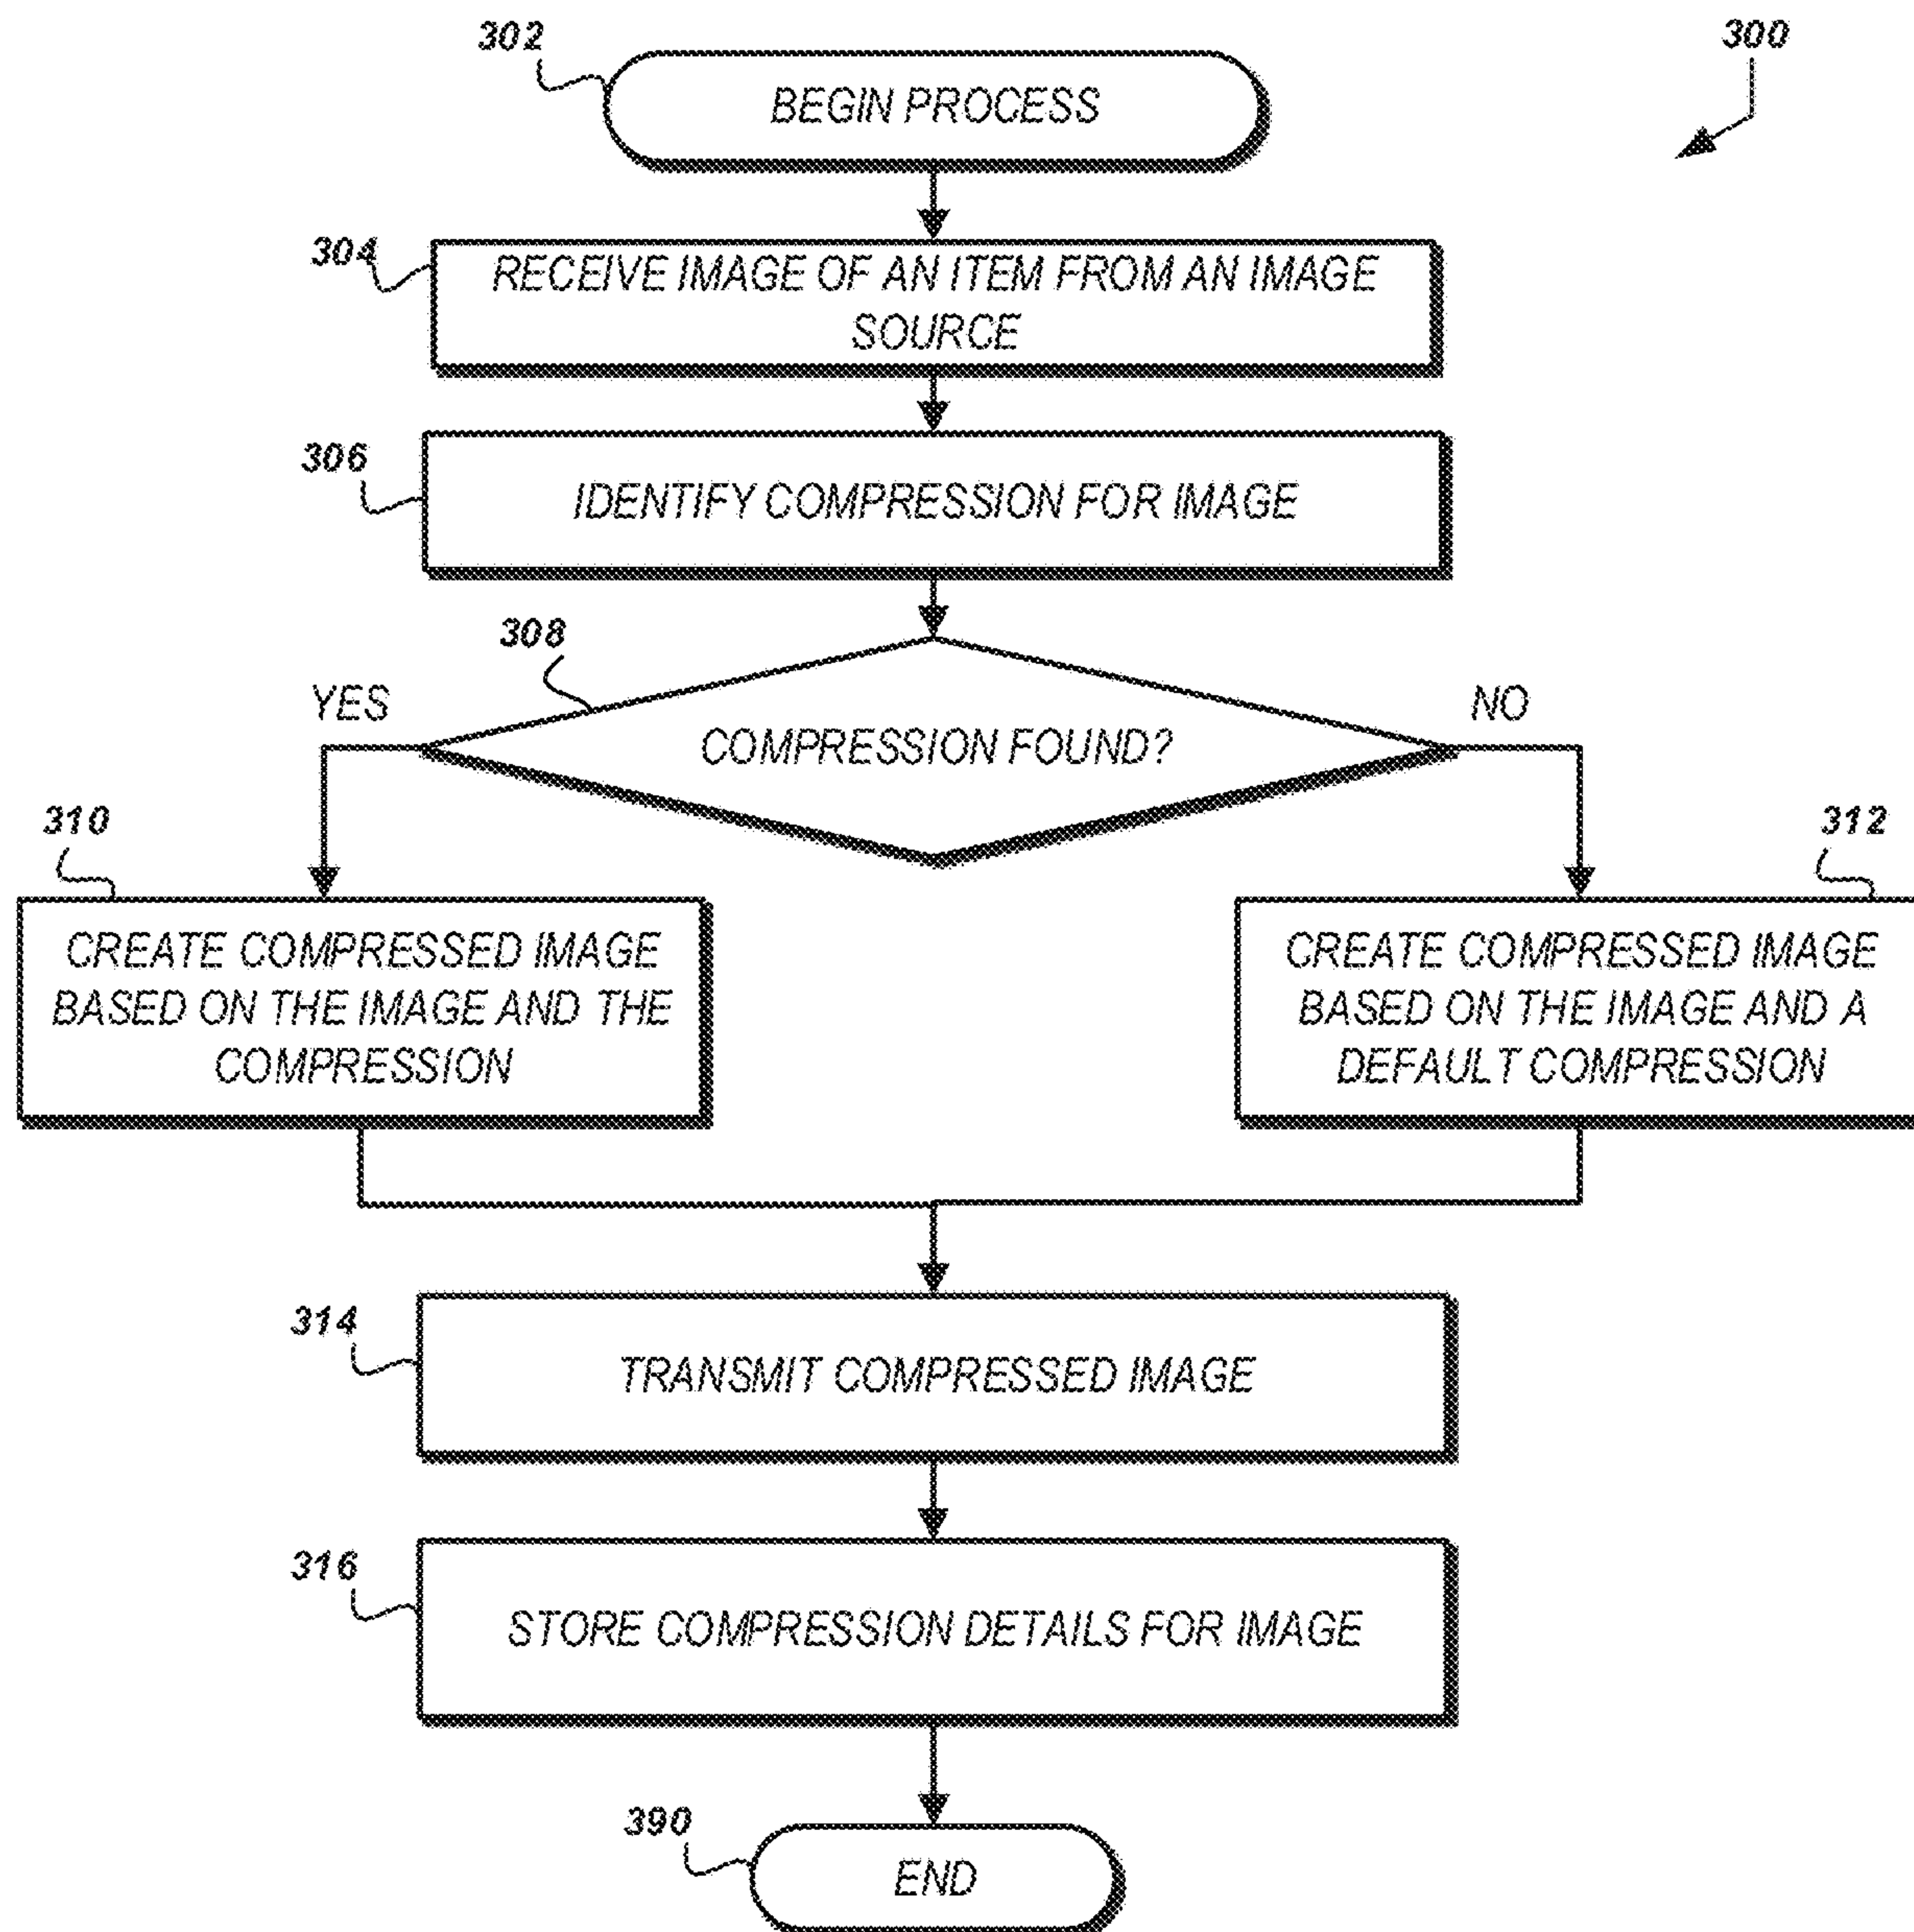 302
300
BEGIN PROCESS
304
RECEIVE IMAGE OF AN ITEM FROM AN IMAGE
SOURCE
306
IDENTIFY COMPRESSION FOR IMAGE
308
YES
NO
COMPRESSION FOUND?
310
312
CREATE COMPRESSED IMAGE
BASED ON THE IMAGE AND THE
COMPRESSION
CREATE COMPRESSED IMAGE
BASED ON THE IMAGE AND A
DEFAULT COMPRESSION
314
TRANSMIT COMPRESSED IMAGE
316
STORE COMPRESSION DETAILS FOR IMAGE
390
END